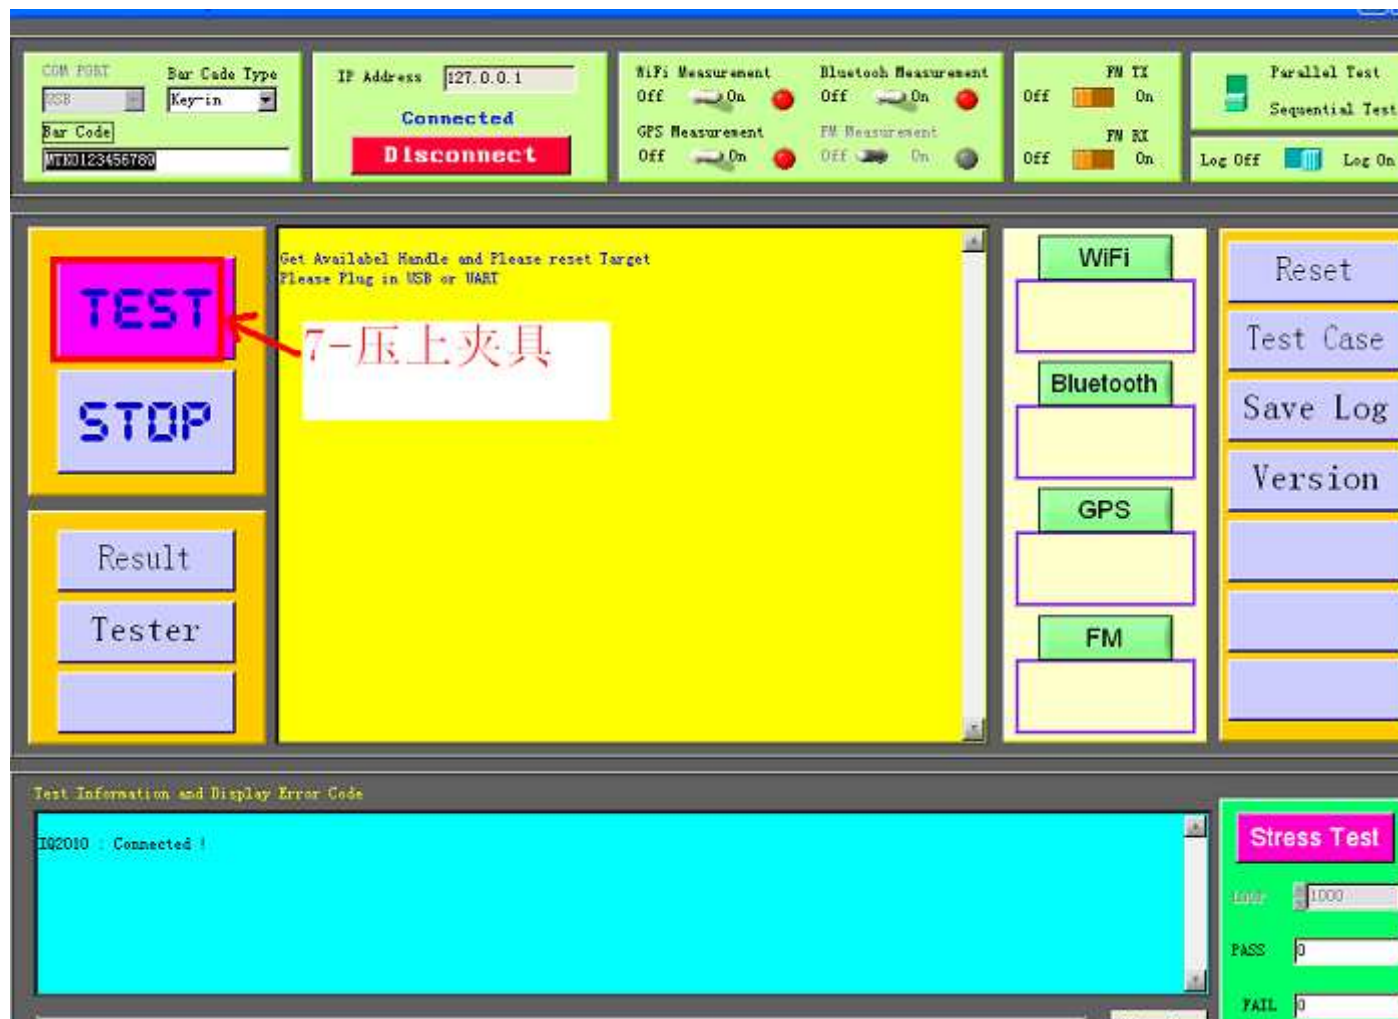 COM PORT
Bar Code Type
USB
Key-in
Bar Code
MTK0123456789
IP Address
127.0.0.1
Connected
Disconnect
WiFi Measurement
Off On
Bluetooh Measurement
Off On
GPS Measurement
Off On
FM Measurement
Off On
FM TX
Off On
FM RX
Off On
Parallel Test
Sequential Test
Log Off
Log On
TEST
STOP
Result
Tester
Get Availabel Handle and Please reset Target
Please Plug in USB or UART
7-压上夹具
WiFi
Bluetooth
GPS
FM
Reset
Test Case
Save Log
Version
Test Information and Display Error Code
IQ2010 : Connected !
Stress Test
1000
PASS
0
FAIL
0